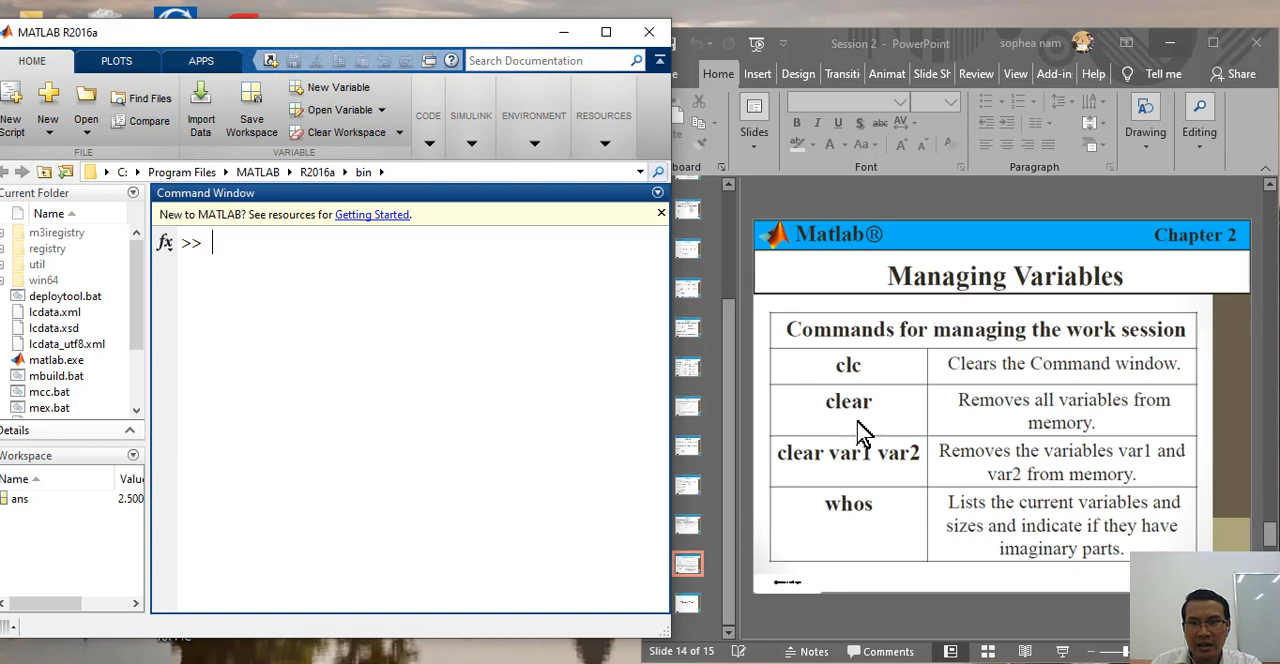 MATLAB R2016a
HOME
PLOTS
APPS
Search Documentation
New Script
New
Open
Find Files
Compare
Import Data
Save Workspace
New Variable
Open Variable
Clear Workspace
CODE
SIMULINK
ENVIRONMENT
RESOURCES
FILE
VARIABLE
C:
Program Files
MATLAB
R2016a
bin
Current Folder
Name
m3iregistry
registry
util
win64
deploytool.bat
lcdata.xml
lcdata.xsd
lcdata_utf8.xml
matlab.exe
mbuild.bat
mcc.bat
mex.bat
Details
Workspace
Name
Valu
ans
2.500
Command Window
New to MATLAB? See resources for Getting Started.
fx >>
Session 2 - PowerPoint
sophea nam
Home
Insert
Design
Transiti
Animat
Slide Sh
Review
View
Add-in
Help
Tell me
Share
Slides
Font
Paragraph
Drawing
Editing
board
Matlab®
Chapter 2
Managing Variables
Commands for managing the work session
clc
Clears the Command window.
clear
Removes all variables from
memory.
clear var1 var2
Removes the variables var1 and
var2 from memory.
whos
Lists the current variables and
sizes and indicate if they have
imaginary parts.
Slide 14 of 15
Notes
Comments